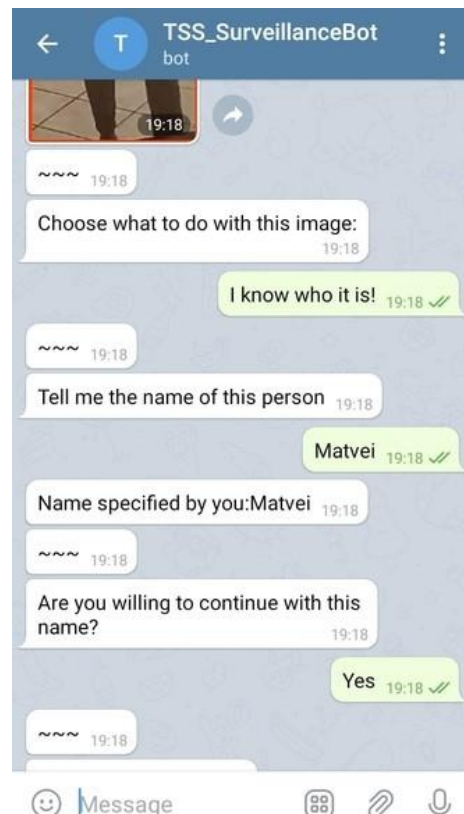 T
TSS_SurveillanceBot
bot
19:18
~~~ 19:18
Choose what to do with this image:
19:18
I know who it is! 19:18
~~~ 19:18
Tell me the name of this person 19:18
Matvei 19:18
Name specified by you:Matvei 19:18
~~~ 19:18
Are you willing to continue with this
name? 19:18
Yes 19:18
~~~ 19:18
Message